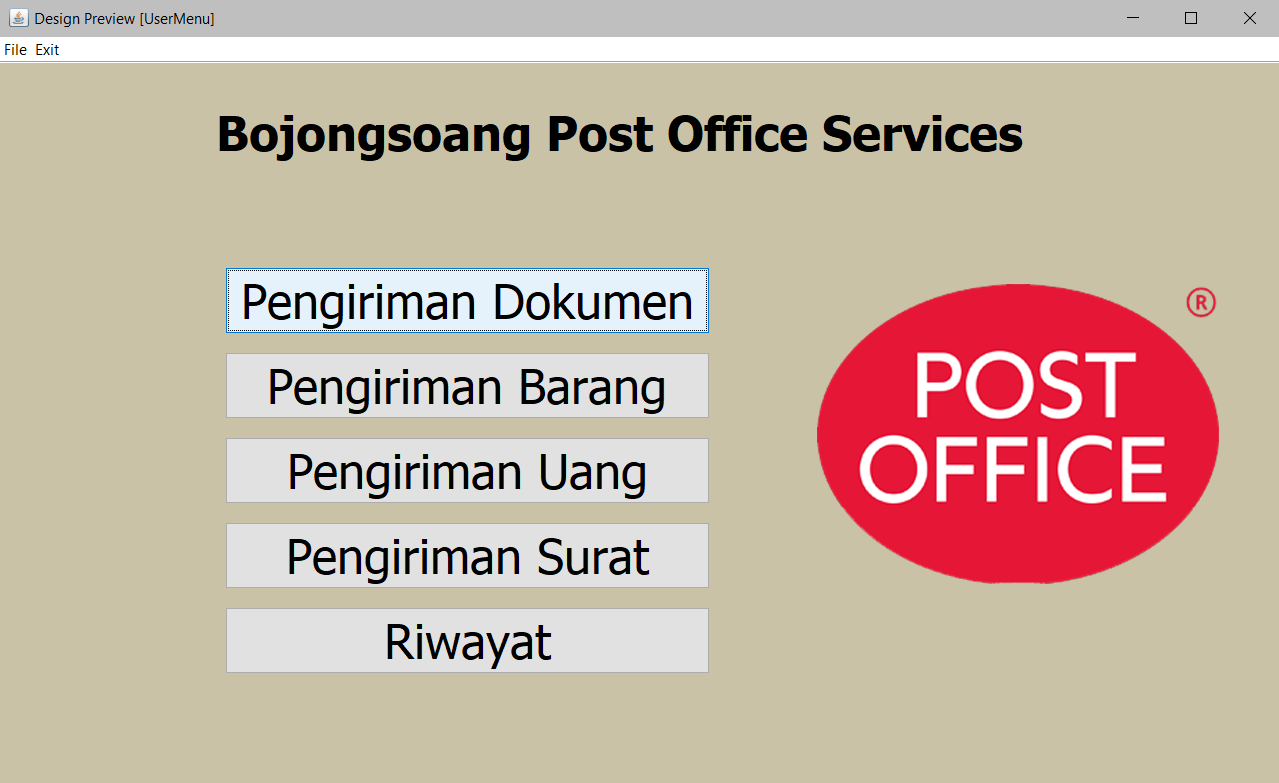 Design Preview [UserMenu]
File Exit
Bojongsoang Post Office Services
Pengiriman Dokumen
Pengiriman Barang
Pengiriman Uang
Pengiriman Surat
Riwayat
®
POST
OFFICE